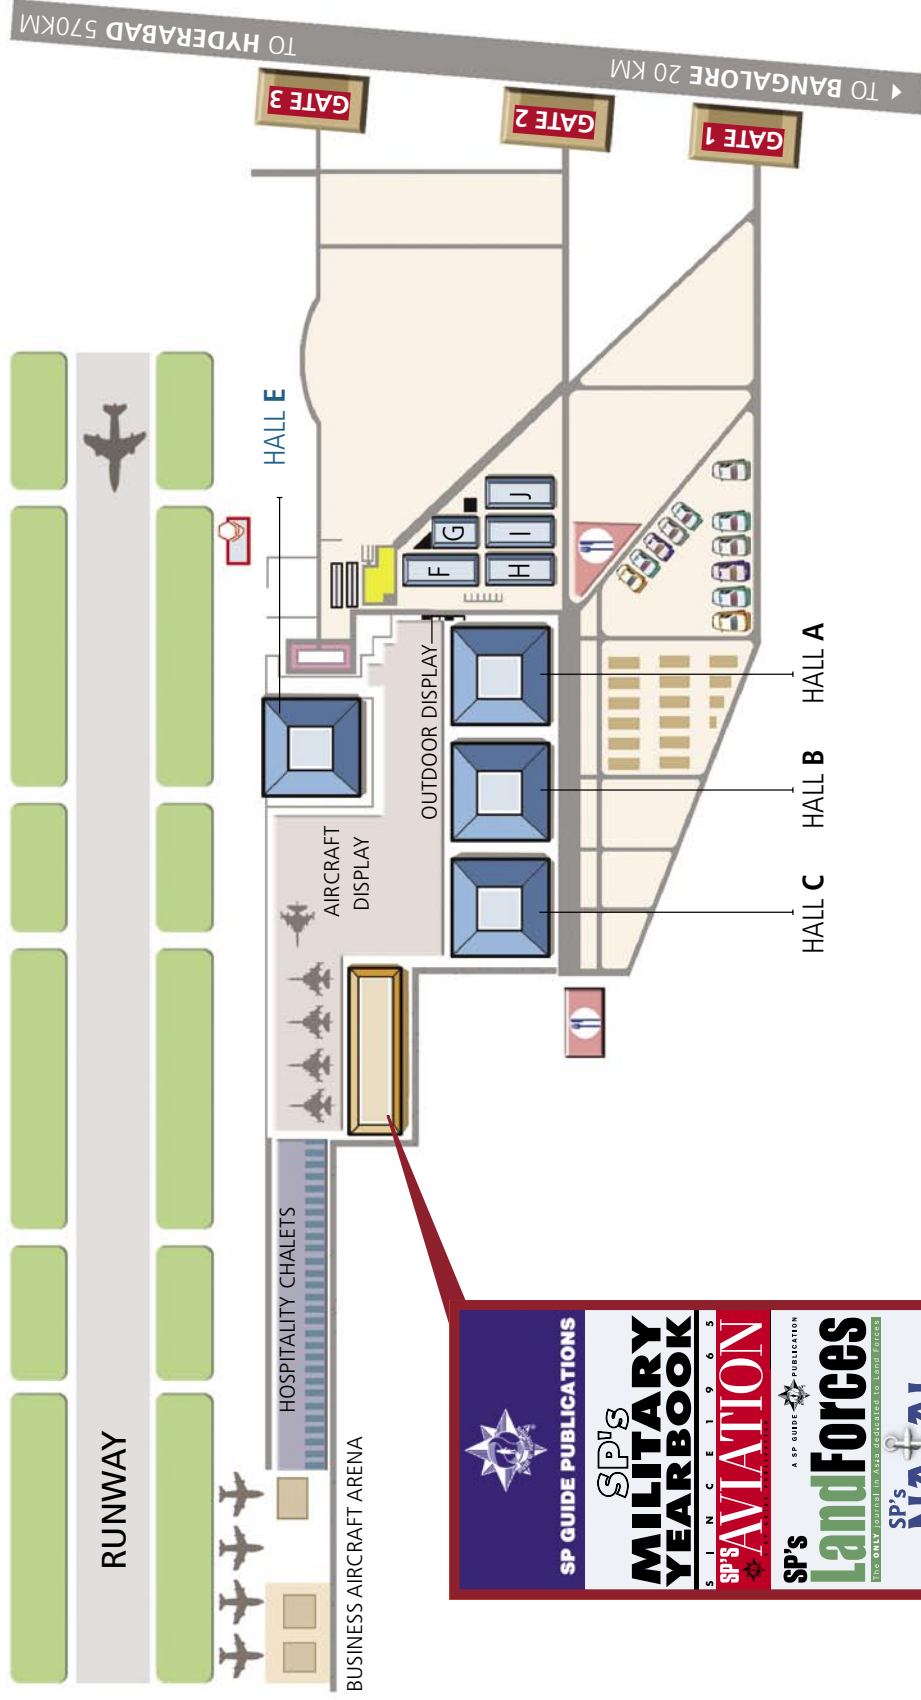 TO HYDERABAD 570KM
TO BANGALORE 20 KM
GATE 3
GATE 2
GATE 1
RUNWAY
HALL E
F
G
H
I
J
OUTDOOR DISPLAY
AIRCRAFT
DISPLAY
HALL A
HALL B
HALL C
HOSPITALITY CHALETS
BUSINESS AIRCRAFT ARENA
SP GUIDE PUBLICATIONS
SP's
MILITARY
YEARBOOK
SINCE 1965
SP'S
AVIATION
SP's
A SP GUIDE PUBLICATION
LandForces
The ONLY journal in Asia dedicated to Land Forces
SP's